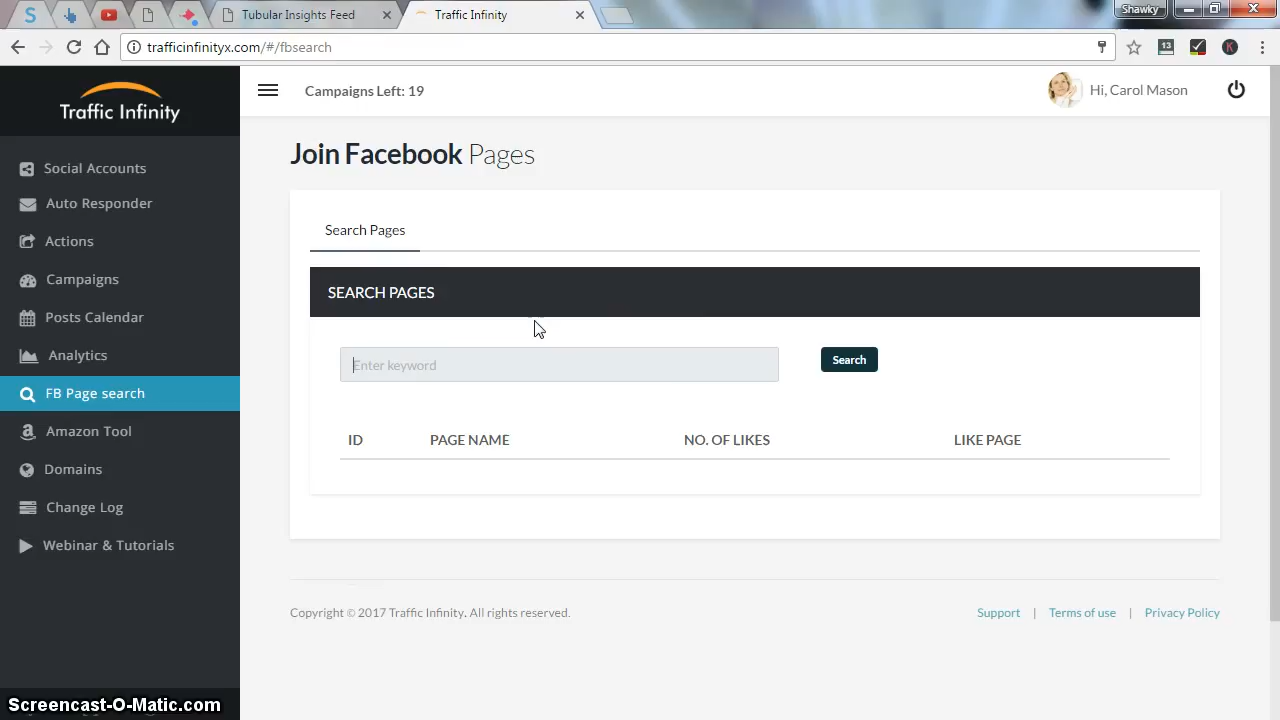 Tubular Insights Feed
Traffic Infinity
Shawky
trafficinfinityx.com/#/fbsearch
13
K
Traffic Infinity
Campaigns Left: 19
Hi, Carol Mason
Social Accounts
Auto Responder
Actions
Campaigns
Posts Calendar
Analytics
FB Page search
Amazon Tool
Domains
Change Log
Webinar & Tutorials
Join Facebook Pages
Search Pages
SEARCH PAGES
Enter keyword
Search
ID PAGE NAME NO. OF LIKES LIKE PAGE
Copyright © 2017 Traffic Infinity. All rights reserved.
Support | Terms of use | Privacy Policy
Screencast-O-Matic.com